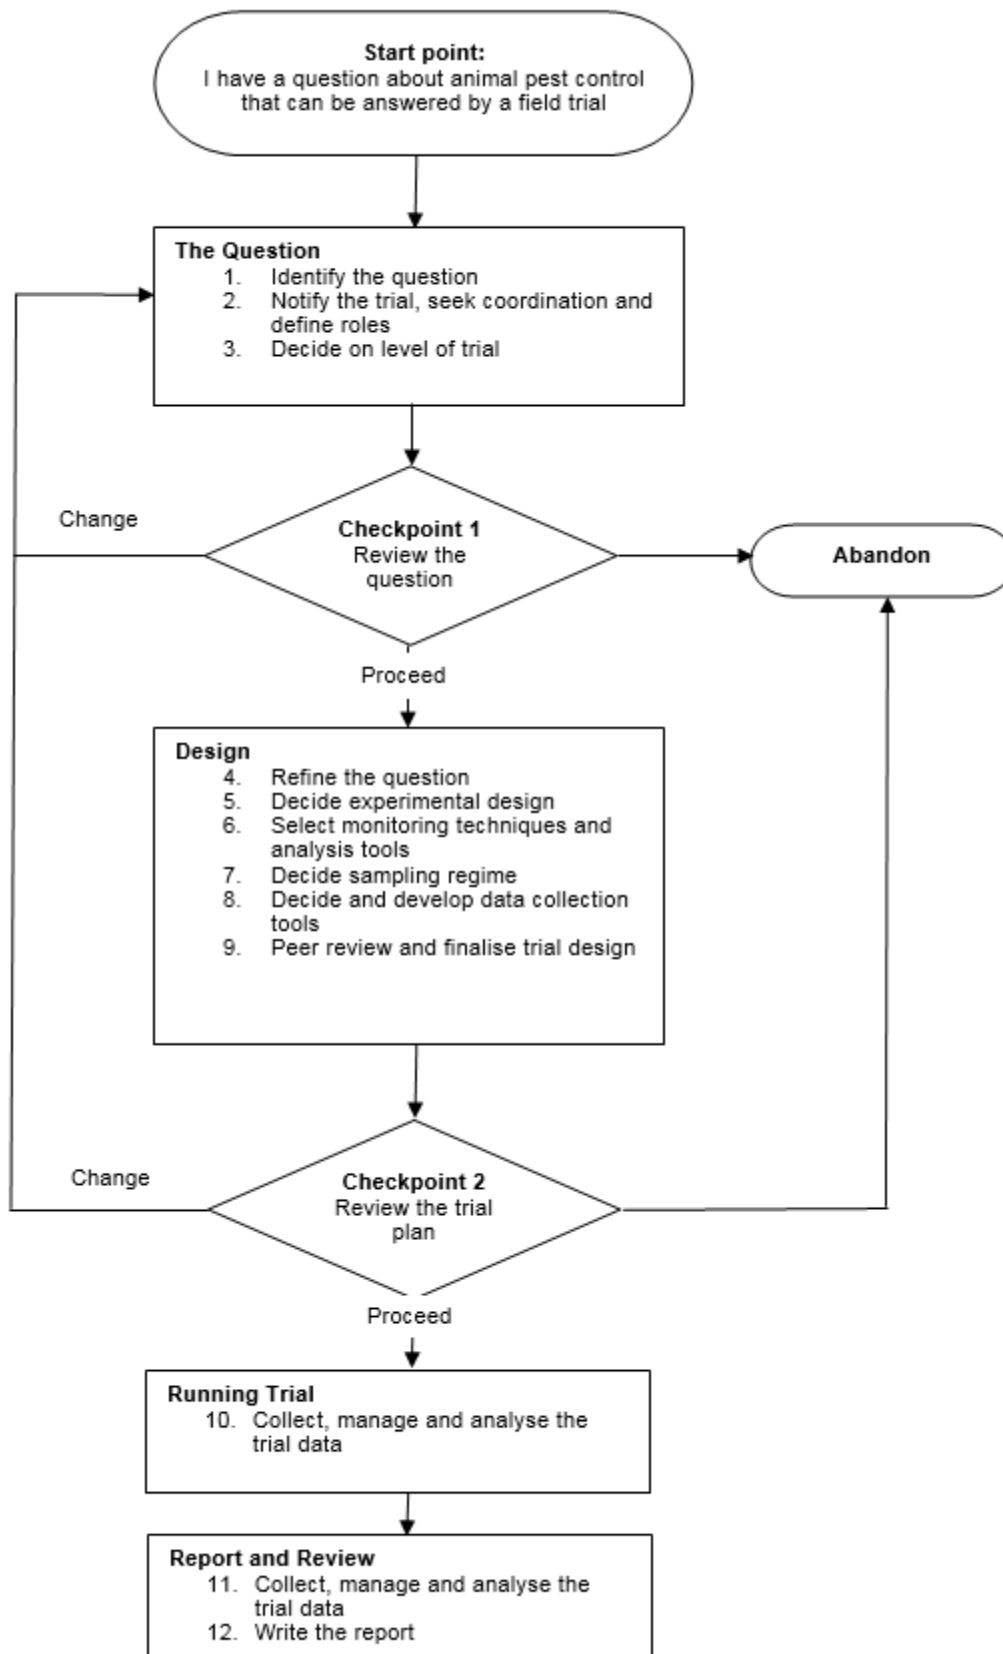 Start point:
I have a question about animal pest control
that can be answered by a field trial
The Question
1. Identify the question
2. Notify the trial, seek coordination and
define roles
3. Decide on level of trial
Change
Checkpoint 1
Review the
question
Abandon
Proceed
Design
4. Refine the question
5. Decide experimental design
6. Select monitoring techniques and
analysis tools
7. Decide sampling regime
8. Decide and develop data collection
tools
9. Peer review and finalise trial design
Change
Checkpoint 2
Review the trial
plan
Proceed
Running Trial
10. Collect, manage and analyse the
trial data
Report and Review
11. Collect, manage and analyse the
trial data
12. Write the report